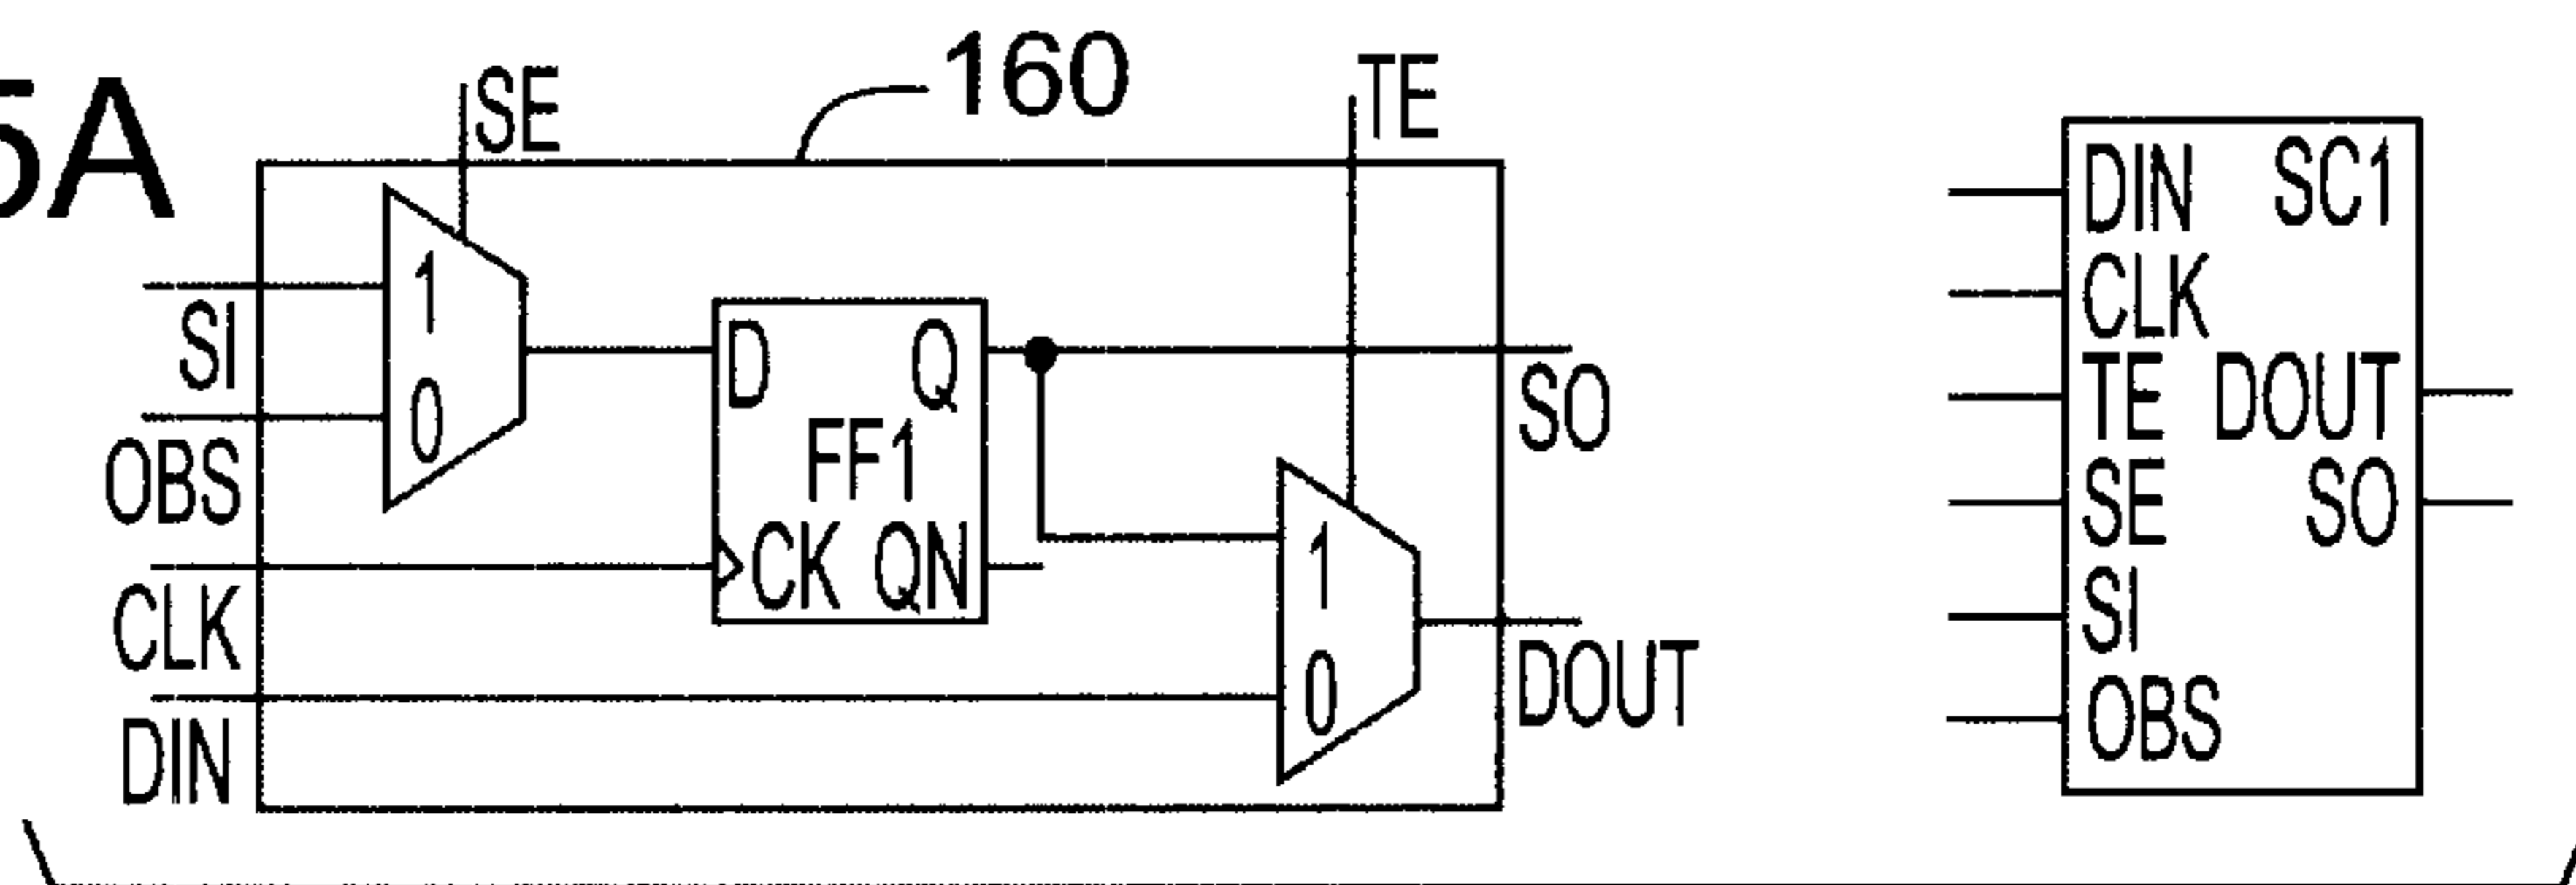 5A
SE
160
TE
SI
1
0
OBS
CLK
DIN
D Q
FF1
CK QN
SO
1
0
DOUT
DIN SC1
CLK
TE DOUT
SE SO
SI
OBS